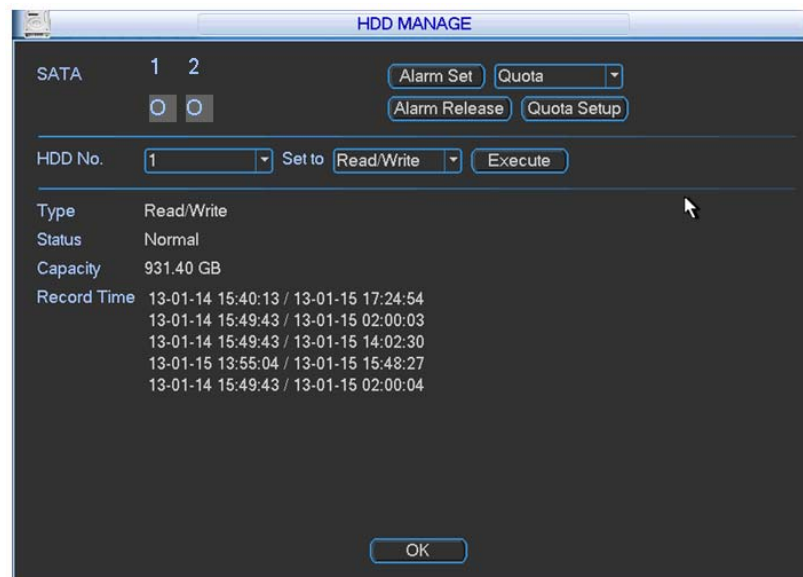 HDD MANAGE
SATA 1 2 Alarm Set Quota
O O Alarm Release Quota Setup
HDD No. 1 Set to Read/Write Execute
Type Read/Write
Status Normal
Capacity 931.40 GB
Record Time 13-01-14 15:40:13 / 13-01-15 17:24:54
13-01-14 15:49:43 / 13-01-15 02:00:03
13-01-14 15:49:43 / 13-01-15 14:02:30
13-01-15 13:55:04 / 13-01-15 15:48:27
13-01-14 15:49:43 / 13-01-15 02:00:04
OK